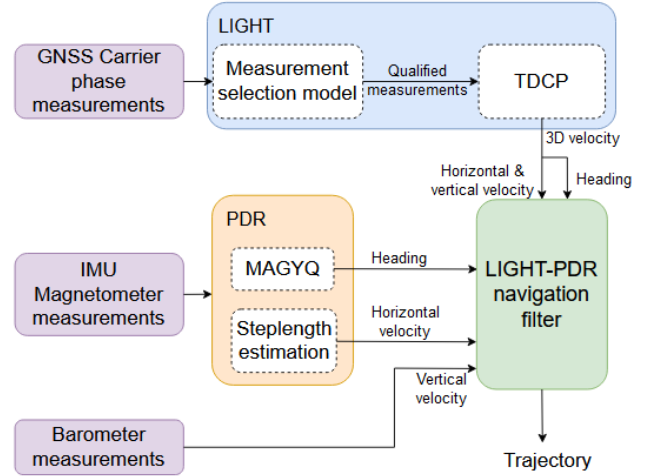 LIGHT
GNSS Carrier
phase
measurements
Measurement
selection model
Qualified
measurements
TDCP
3D velocity
Horizontal &
vertical velocity
Heading
PDR
IMU
Magnetometer
measurements
MAGYQ
Heading
Steplength
estimation
Horizontal
velocity
LIGHT-PDR
navigation
filter
Vertical
velocity
Barometer
measurements
Trajectory